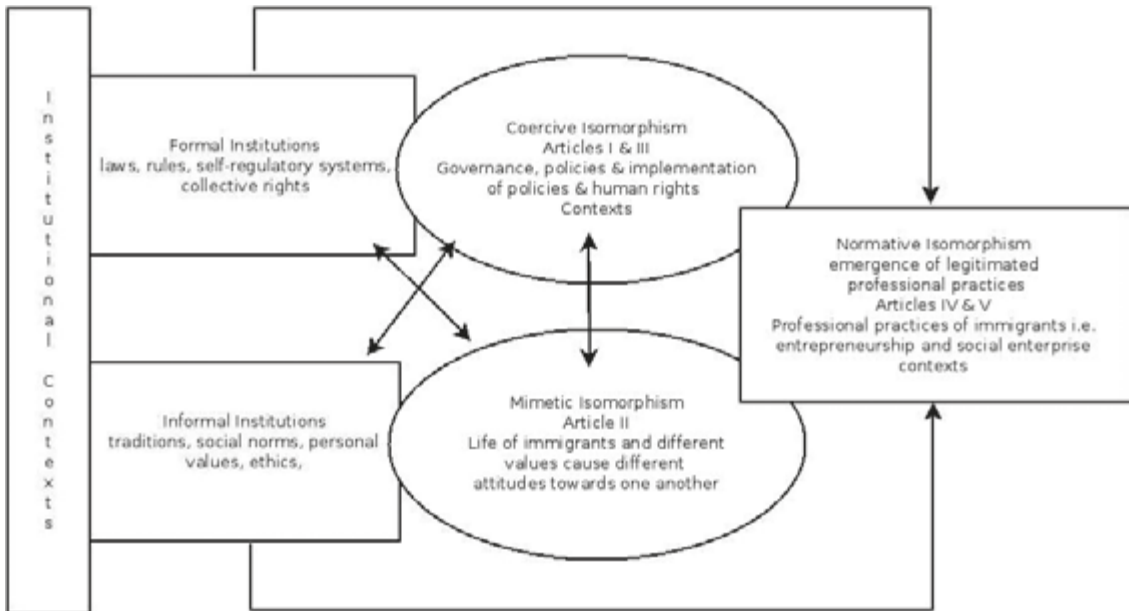 Institutional Contexts
Formal Institutions
laws, rules, self-regulatory systems,
collective rights
Coercive Isomorphism
Articles I & III
Governance, policies & implementation
of policies & human rights
Contexts
Normative Isomorphism
emergence of legitimated
professional practices
Articles IV & V
Professional practices of immigrants i.e.
entrepreneurship and social enterprise
contexts
Informal Institutions
traditions, social norms, personal
values, ethics,
Mimetic Isomorphism
Article II
Life of immigrants and different
values cause different
attitudes towards one another